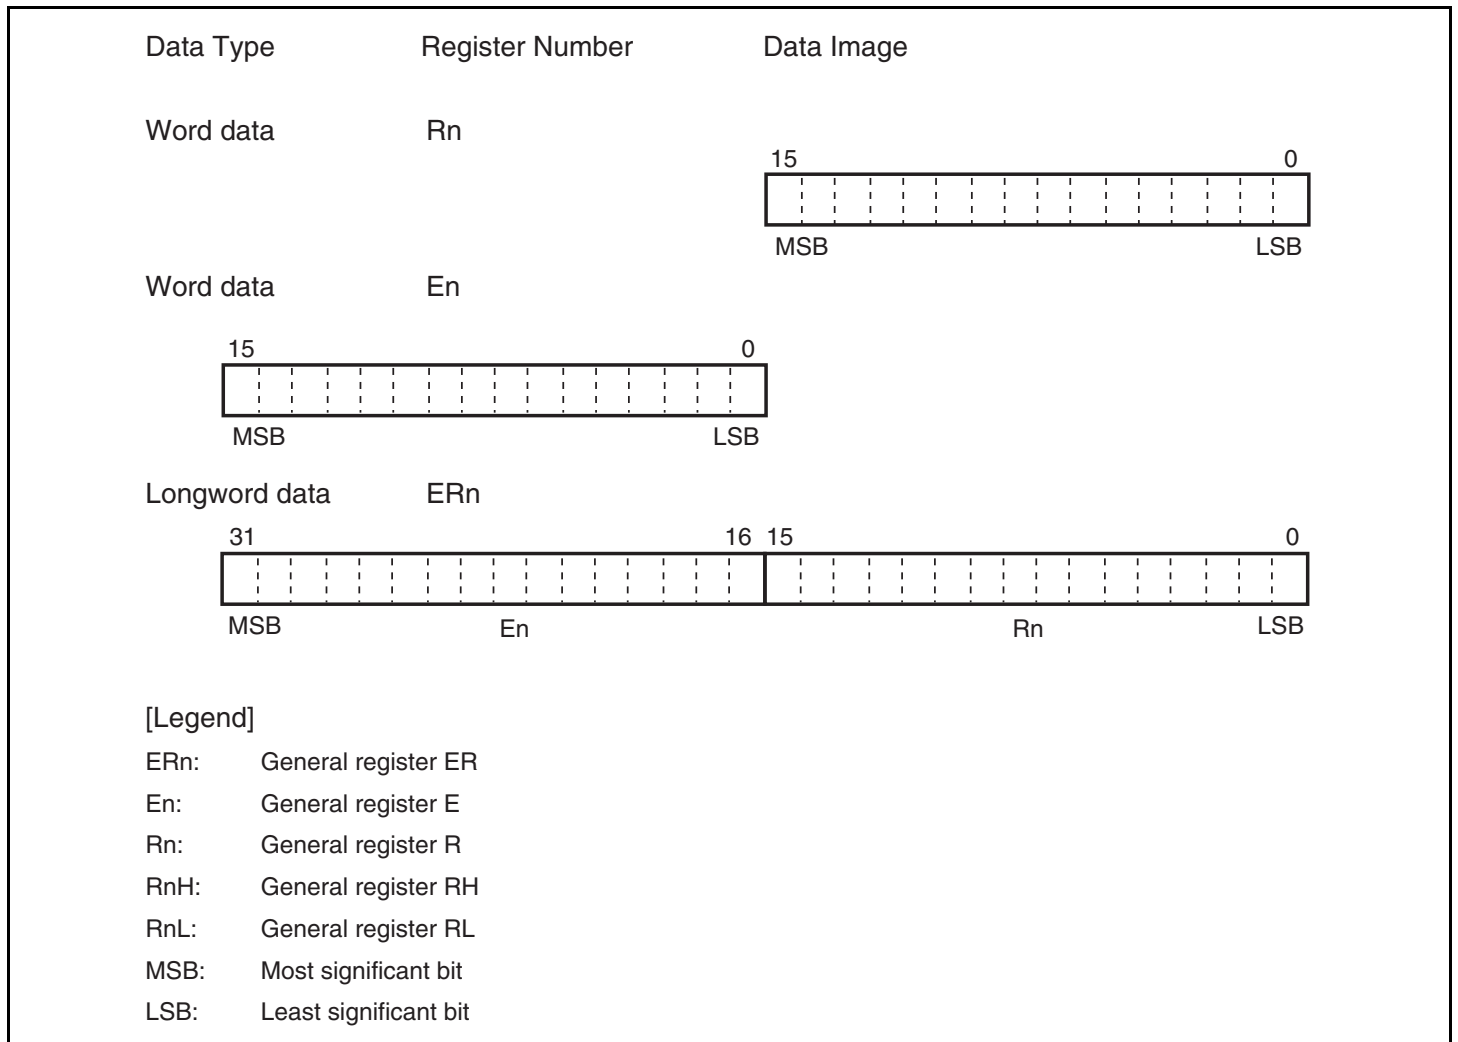 Data Type Register Number Data Image
Word data Rn
15 0
MSB LSB
Word data En
15 0
MSB LSB
Longword data ERn
31 16 15 0
MSB En Rn LSB
[Legend]
ERn: General register ER
En: General register E
Rn: General register R
RnH: General register RH
RnL: General register RL
MSB: Most significant bit
LSB: Least significant bit